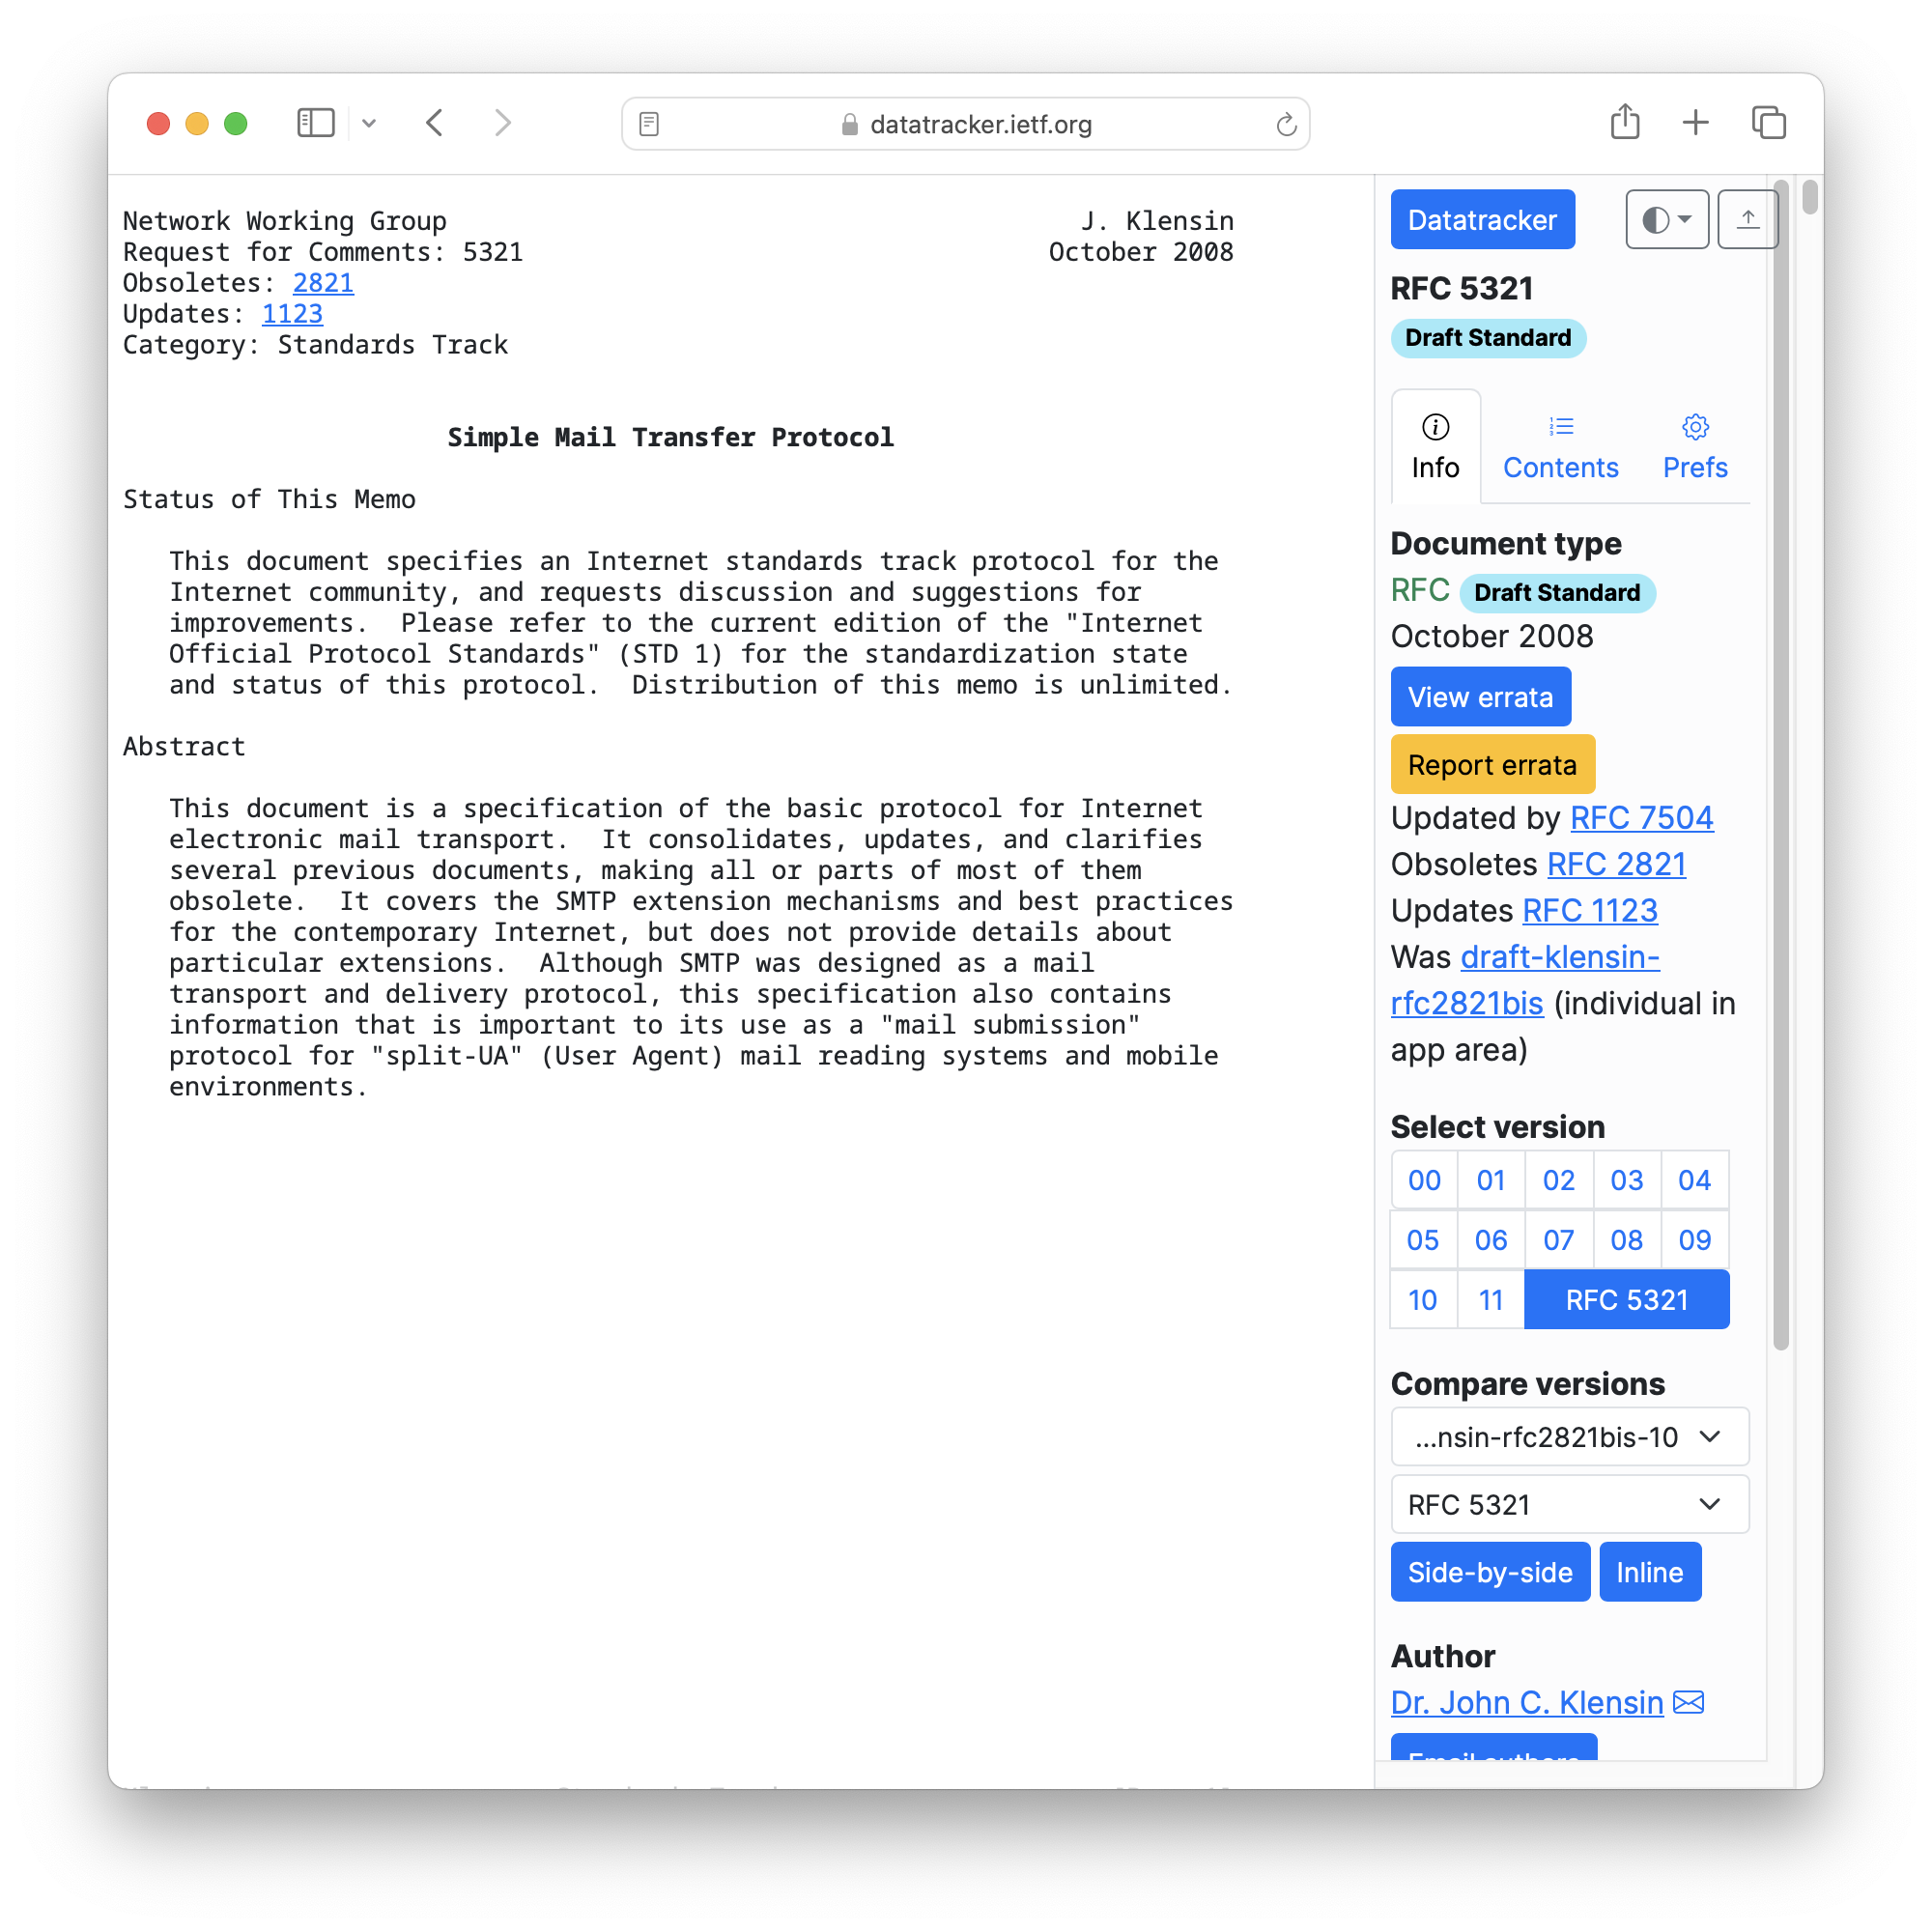 datatracker.ietf.org
Network Working Group J. Klensin
Request for Comments: 5321 October 2008
Obsoletes: 2821
Updates: 1123
Category: Standards Track
Simple Mail Transfer Protocol
Status of This Memo
This document specifies an Internet standards track protocol for the
Internet community, and requests discussion and suggestions for
improvements. Please refer to the current edition of the "Internet
Official Protocol Standards" (STD 1) for the standardization state
and status of this protocol. Distribution of this memo is unlimited.
Abstract
This document is a specification of the basic protocol for Internet
electronic mail transport. It consolidates, updates, and clarifies
several previous documents, making all or parts of most of them
obsolete. It covers the SMTP extension mechanisms and best practices
for the contemporary Internet, but does not provide details about
particular extensions. Although SMTP was designed as a mail
transport and delivery protocol, this specification also contains
information that is important to its use as a "mail submission"
protocol for "split-UA" (User Agent) mail reading systems and mobile
environments.
Datatracker
RFC 5321
Draft Standard
Info Contents Prefs
Document type
RFC Draft Standard
October 2008
View errata
Report errata
Updated by RFC 7504
Obsoletes RFC 2821
Updates RFC 1123
Was draft-klensin-
rfc2821bis (individual in
app area)
Select version
00 01 02 03 04
05 06 07 08 09
10 11 RFC 5321
Compare versions
...nsin-rfc2821bis-10
RFC 5321
Side-by-side Inline
Author
Dr. John C. Klensin
Email authors